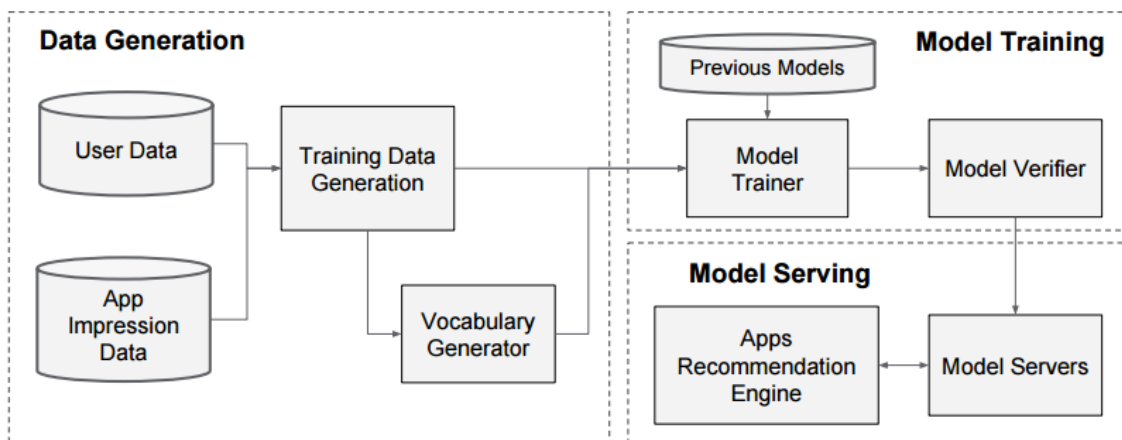 Data Generation
User Data
App
Impression
Data
Training Data
Generation
Vocabulary
Generator
Model Training
Previous Models
Model
Trainer
Model Verifier
Model Serving
Apps
Recommendation
Engine
Model Servers